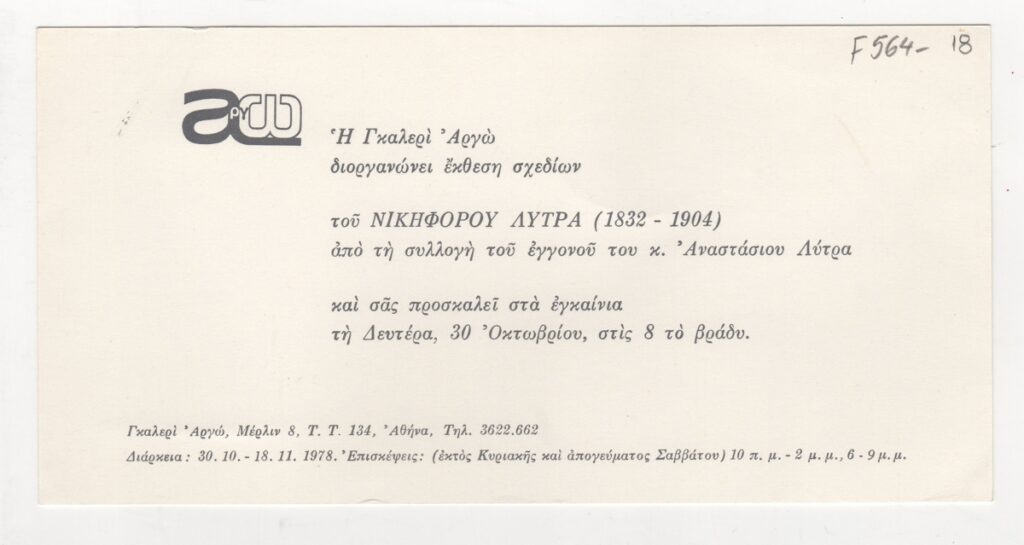 F 564 - 18
αργω
Ἡ Γκαλερὶ Ἀργὼ
διοργανώνει ἔκθεση σχεδίων
τοῦ ΝΙΚΗΦΟΡΟΥ ΛΥΤΡΑ (1832 - 1904)
ἀπὸ τὴ συλλογὴ τοῦ ἐγγονοῦ του κ. Ἀναστάσιου Λύτρα
καὶ σᾶς προσκαλεῖ στὰ ἐγκαίνια
τὴ Δευτέρα, 30 Ὀκτωβρίου, στὶς 8 τὸ βράδυ.
Γκαλερὶ Ἀργώ, Μέρλιν 8, Τ. Τ. 134, Ἀθήνα, Τηλ. 3622.662
Διάρκεια : 30. 10. - 18. 11. 1978. Ἐπισκέψεις : (ἐκτὸς Κυριακῆς καὶ ἀπογεύματος Σαββάτου) 10 π. μ. - 2 μ. μ., 6 - 9 μ. μ.